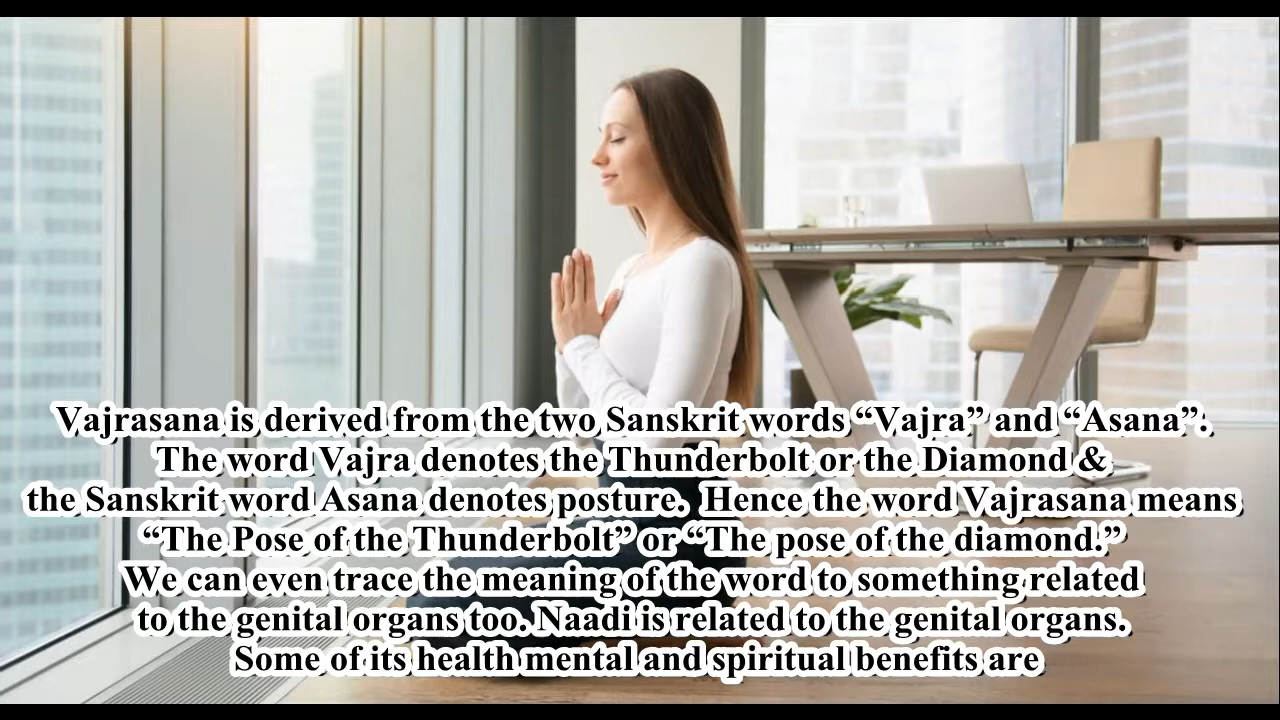 Vajrasana is derived from the two Sanskrit words “Vajra” and “Asana”.
The word Vajra denotes the Thunderbolt or the Diamond &
the Sanskrit word Asana denotes posture.  Hence the word Vajrasana means
“The Pose of the Thunderbolt” or “The pose of the diamond.”
We can even trace the meaning of the word to something related
to the genital organs too. Naadi is related to the genital organs.
Some of its health mental and spiritual benefits are